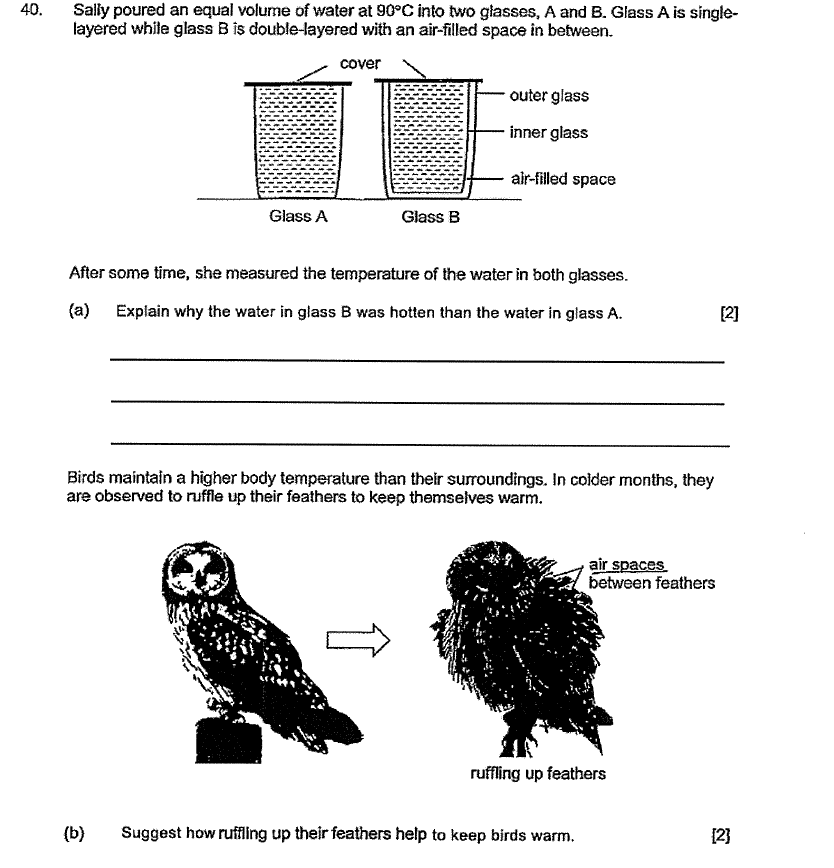 40. Sally poured an equal volume of water at 90°C into two glasses, A and B. Glass A is single-
layered while glass B is double-layered with an air-filled space in between.
cover
outer glass
inner glass
air-filled space
Glass A Glass B
After some time, she measured the temperature of the water in both glasses.
(a) Explain why the water in glass B was hotten than the water in glass A. [2]
Birds maintain a higher body temperature than their surroundings. In colder months, they
are observed to ruffle up their feathers to keep themselves warm.
air spaces
between feathers
ruffling up feathers
(b) Suggest how ruffling up their feathers help to keep birds warm. [2]